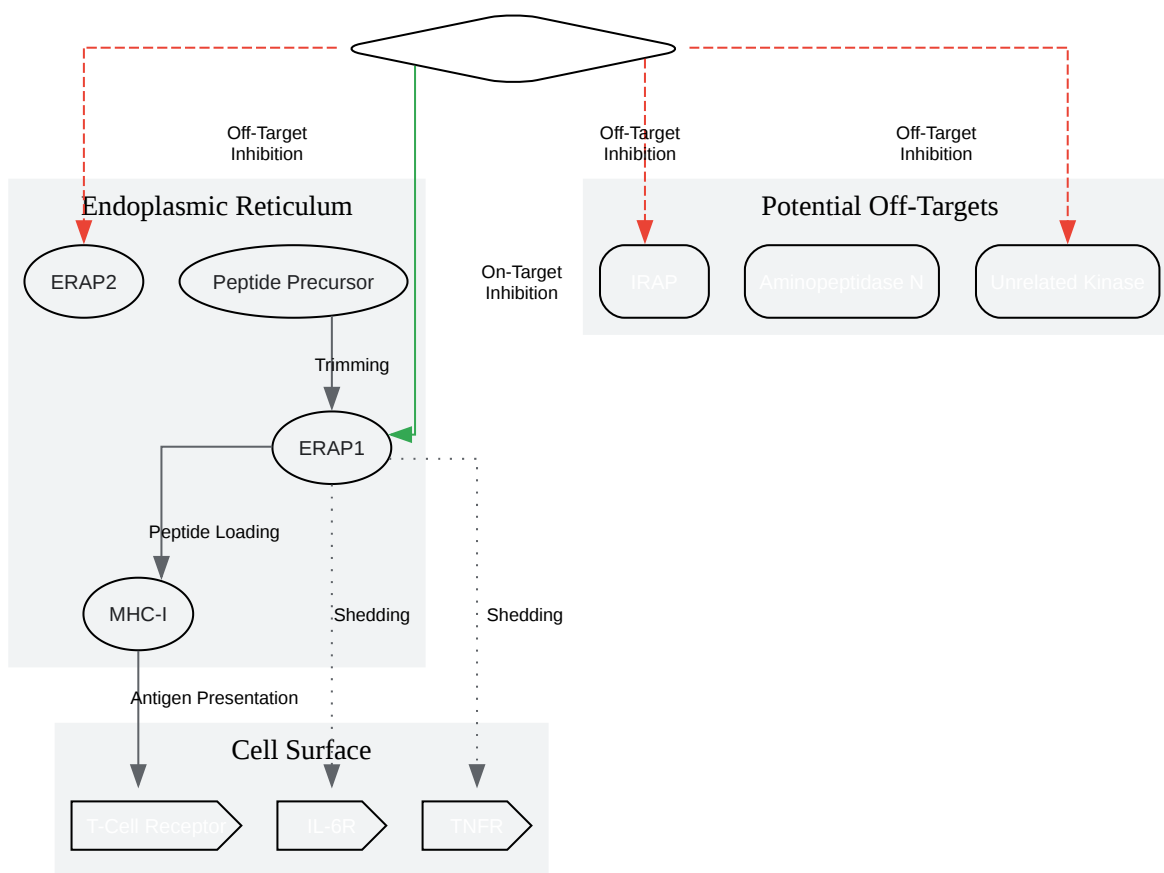 Off-Target
Inhibition
Off-Target
Inhibition
Off-Target
Inhibition
Endoplasmic Reticulum
Potential Off-Targets
ERAP2
Peptide Precursor
On-Target
Inhibition
IRAP
Aminopeptidase N
Unrelated Kinase
Trimming
ERAP1
Peptide Loading
MHC-I
Shedding
Shedding
Antigen Presentation
Cell Surface
T-Cell Receptor
IL-6R
TNFR